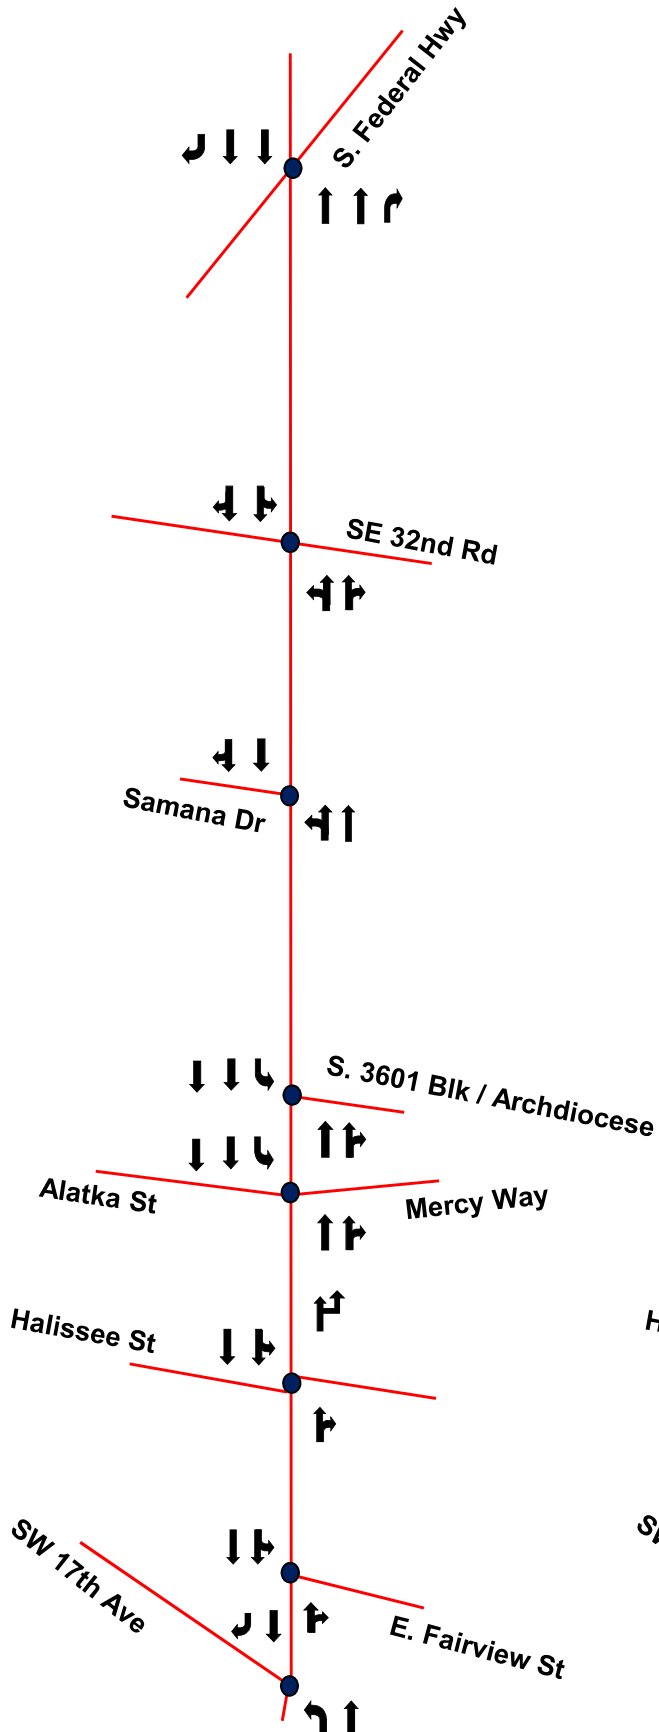 S. Federal Hwy
SE 32nd Rd
Samana Dr
S. 3601 Blk / Archdiocese
Alatka St
Mercy Way
Halissee St
H
SW 17th Ave
E. Fairview St